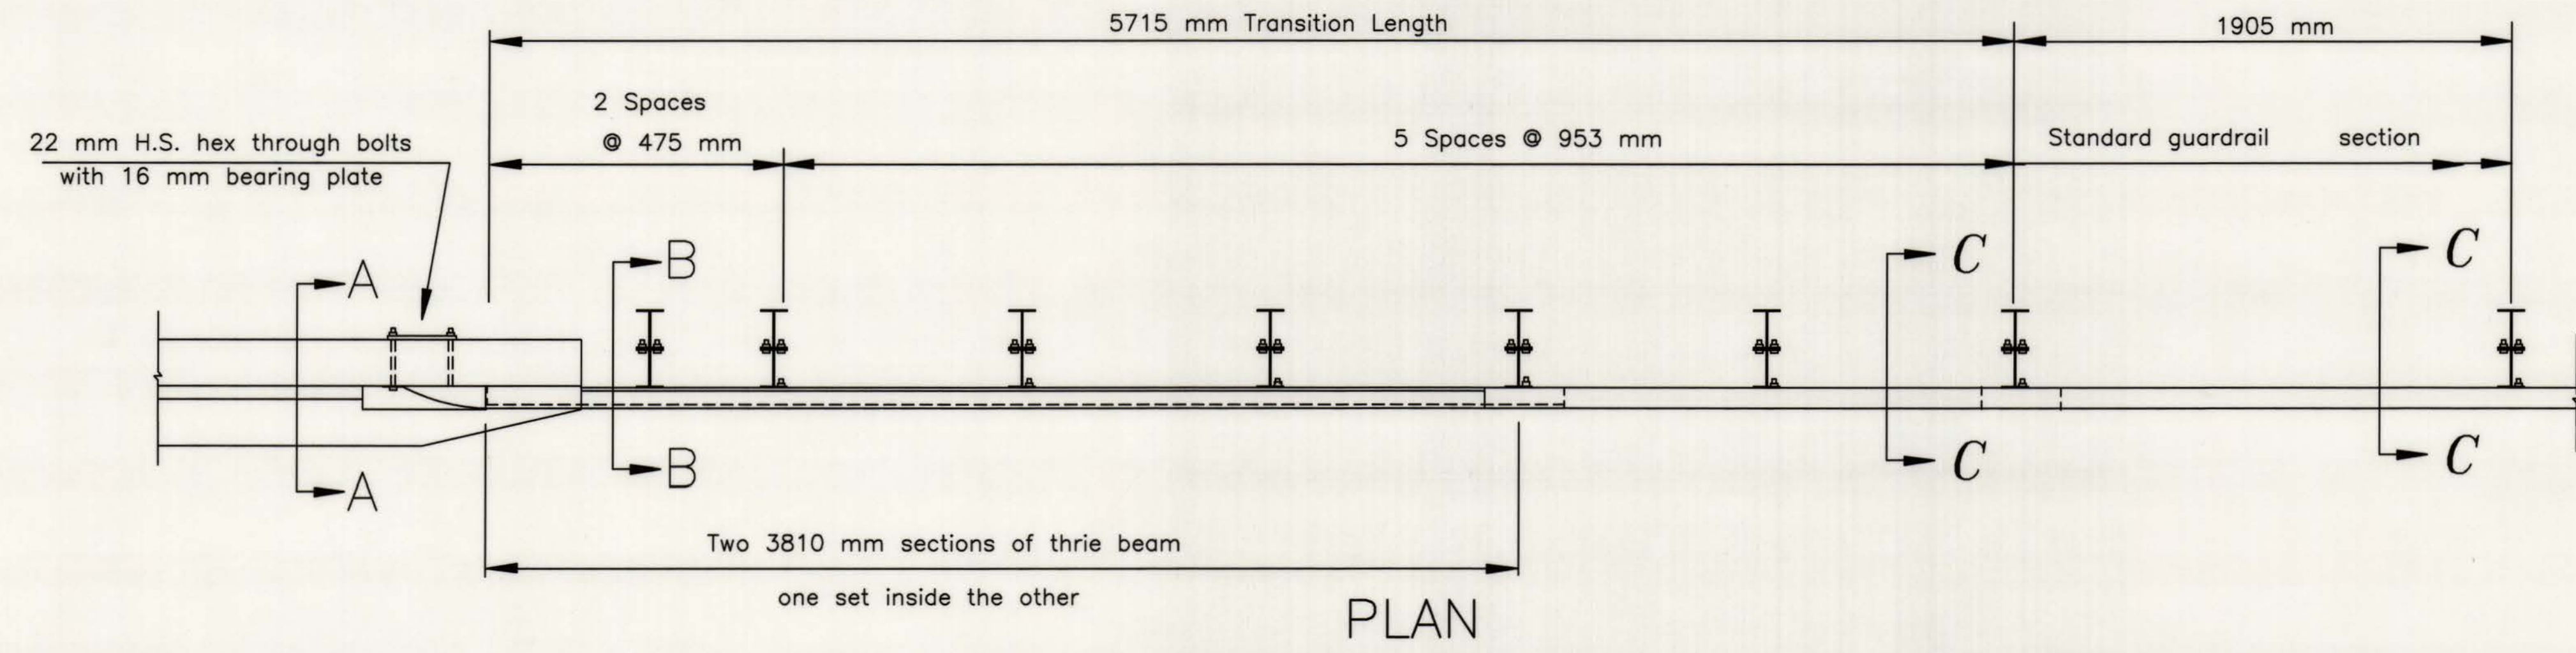 5715 mm Transition Length
1905 mm
2 Spaces
@ 475 mm
5 Spaces @ 953 mm
Standard guardrail section
22 mm H.S. hex through bolts
with 16 mm bearing plate
A
B
C
C
A
B
C
C
Two 3810 mm sections of thrie beam
one set inside the other
PLAN